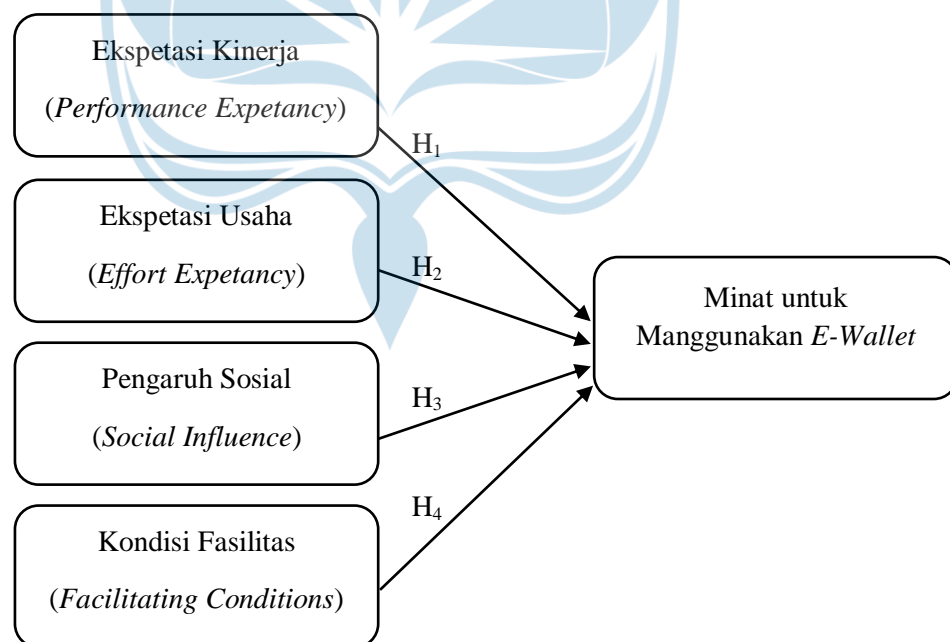 Ekspetasi Kinerja
(Performance Expetancy)
H₁
Ekspetasi Usaha
(Effort Expetancy)
H₂
Minat untuk
Manggunakan E-Wallet
Pengaruh Sosial
(Social Influence)
H₃
Kondisi Fasilitas
(Facilitating Conditions)
H₄